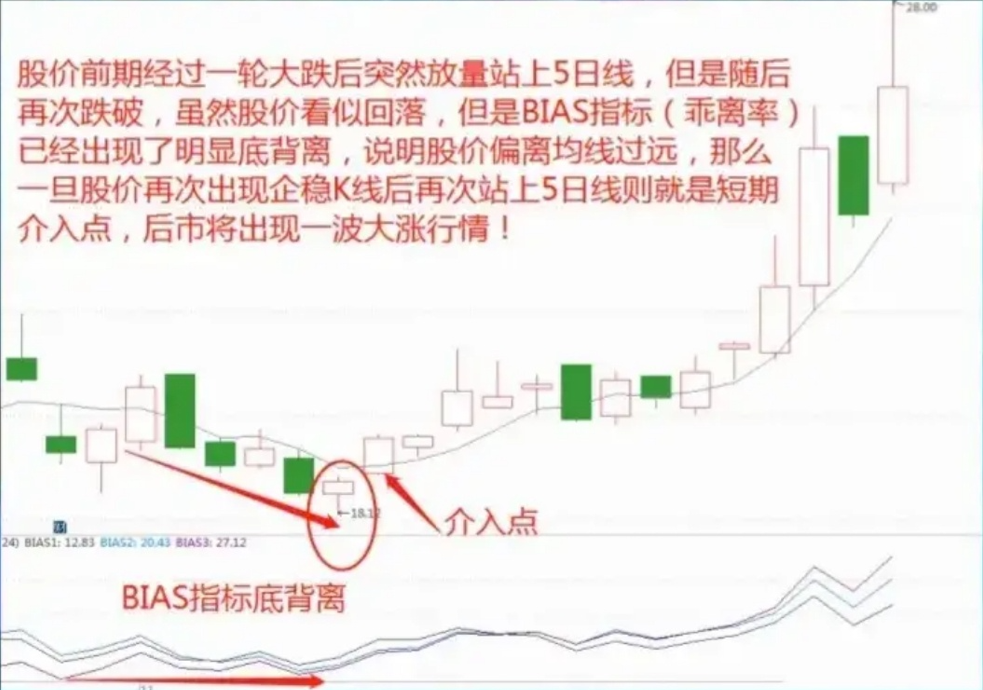 28.00
股价前期经过一轮大跌后突然放量站上5日线，但是随后
再次跌破，虽然股价看似回落，但是BIAS指标（乖离率）
已经出现了明显底背离，说明股价偏离均线过远，那么
一旦股价再次出现企稳K线后再次站上5日线则就是短期
介入点，后市将出现一波大涨行情！
←18.12
介入点
24) BIAS1: 12.83 BIAS2: 20.43 BIAS3: 27.12
BIAS指标底背离